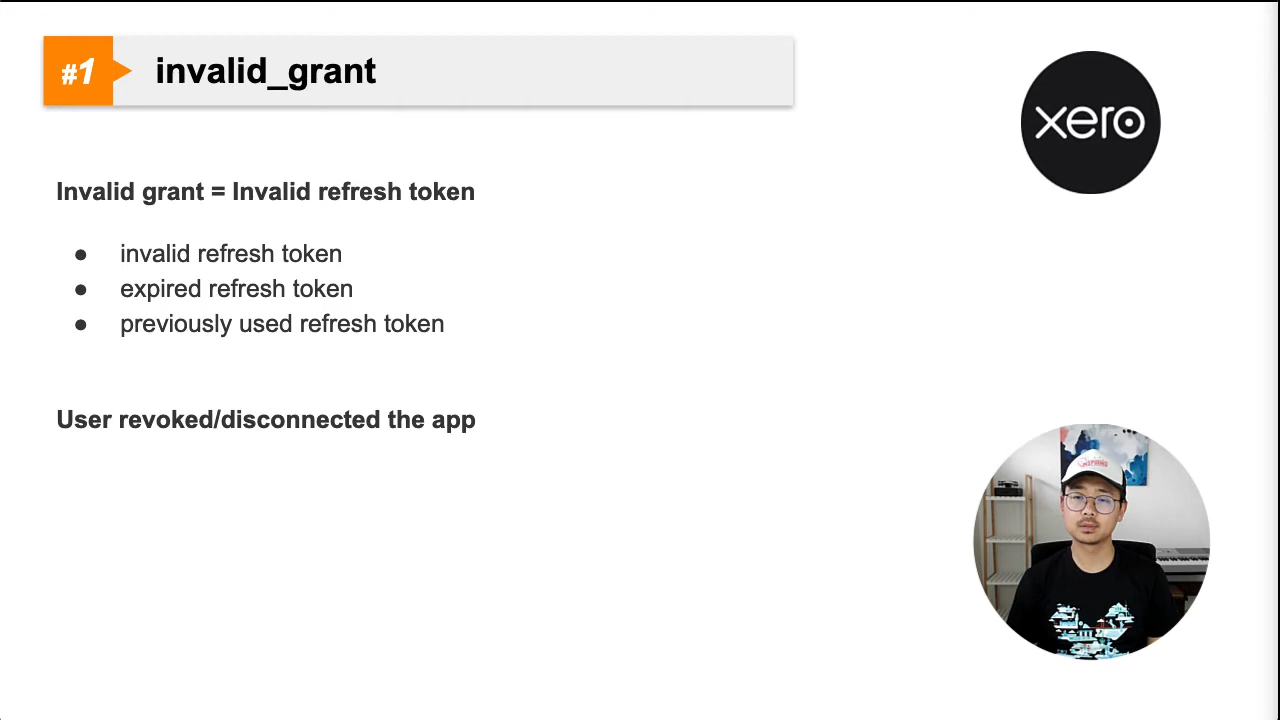 #1
invalid_grant
xero
Invalid grant = Invalid refresh token
● invalid refresh token
● expired refresh token
● previously used refresh token
User revoked/disconnected the app